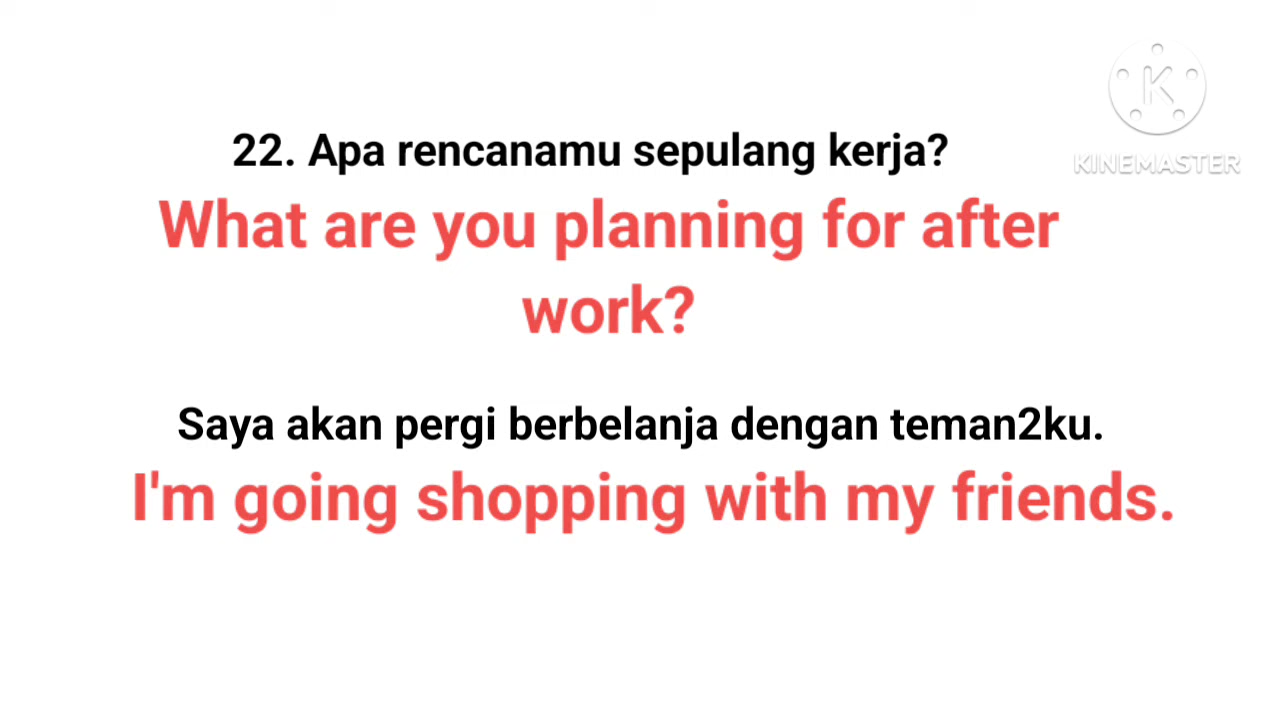 KINEMASTER
22. Apa rencanamu sepulang kerja?
What are you planning for after
work?
Saya akan pergi berbelanja dengan teman2ku.
I'm going shopping with my friends.